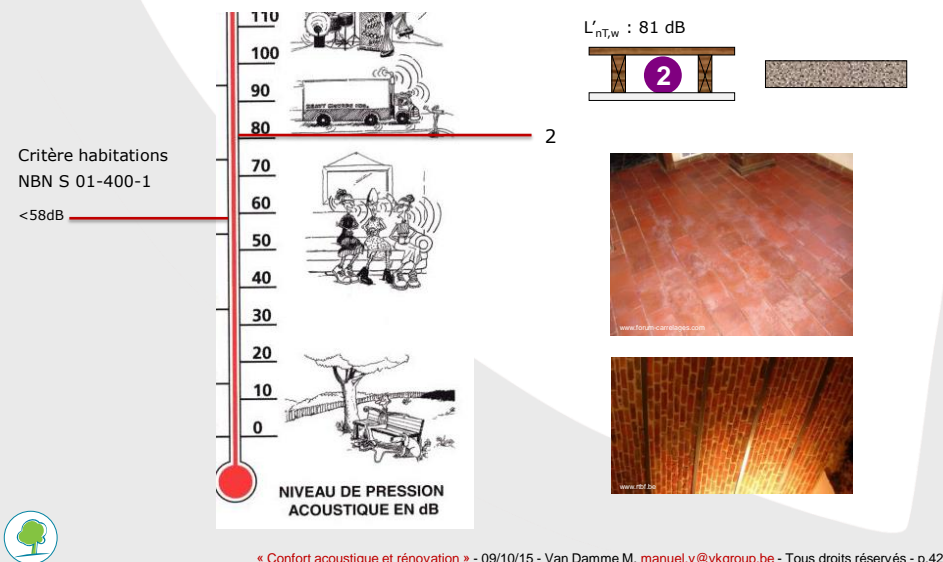 L'nT,w : 81 dB
2
110
100
90
80
70
60
50
40
30
20
10
0
2
Critère habitations
NBN S 01-400-1
<58dB
NIVEAU DE PRESSION
ACOUSTIQUE EN dB
www.forum-carrelages.com
www.rtbf.be
« Confort acoustique et rénovation » - 09/10/15 - Van Damme M. manuel.v@vkgroup.be - Tous droits réservés - p.42